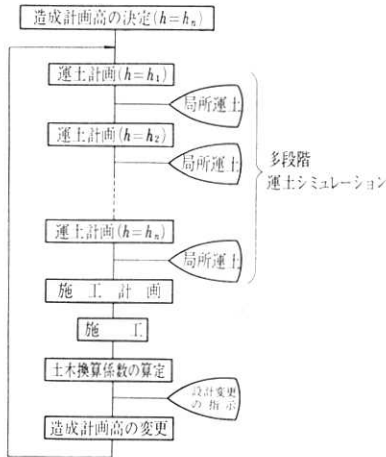 造成計画高の決定(h=hn)
運土計画(h=h1)
局所運土
運土計画(h=h2)
局所運土
多段階
運土シミュレーション
運土計画(h=hn)
局所運土
施工計画
施工
土木換算係数の算定
設計変更
の指示
造成計画高の変更